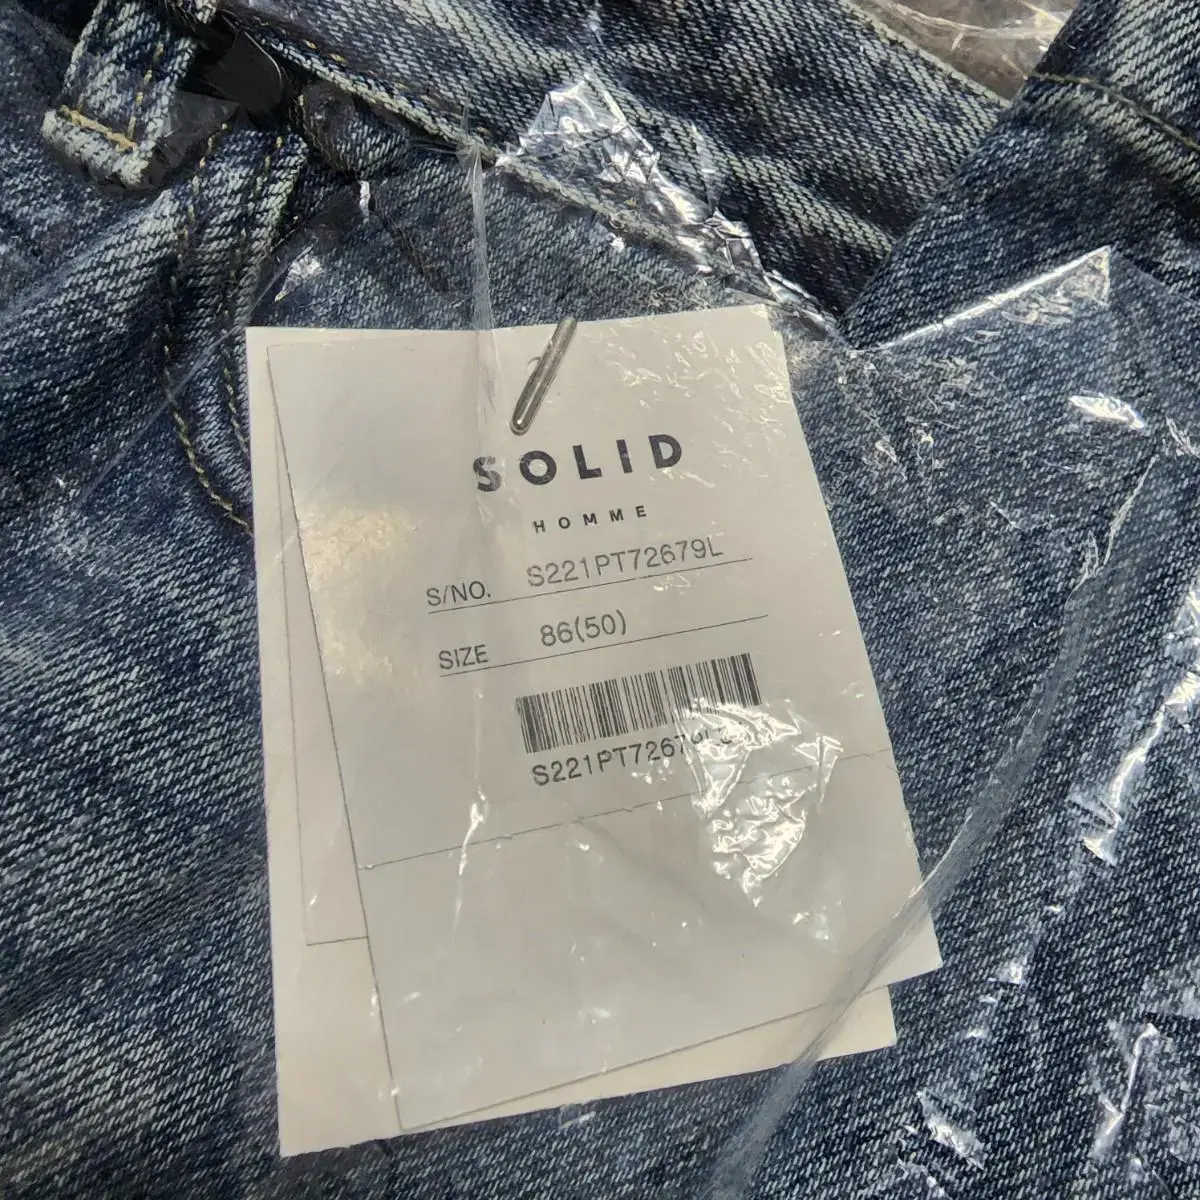 SOLID
HOMME
S/NO. S221PT72679L
SIZE 86(50)